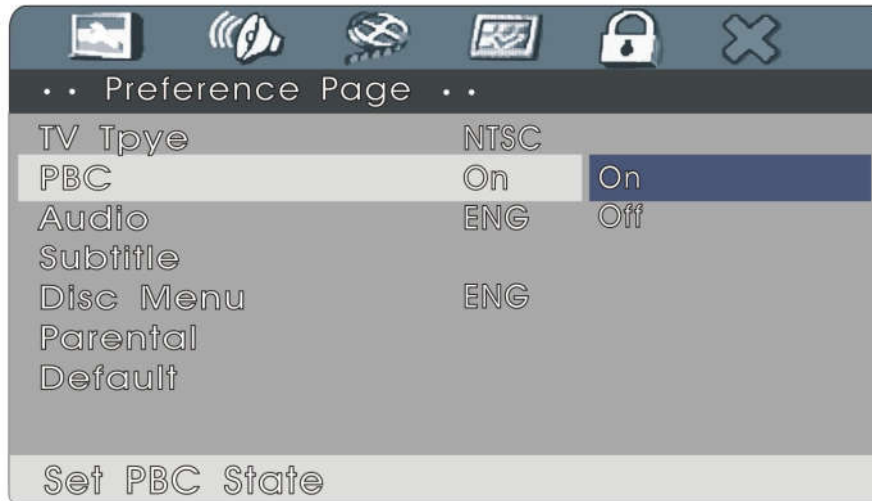 · · Preference Page · ·
TV Tpye NTSC
PBC On On
Audio ENG Off
Subtitle
Disc Menu ENG
Parental
Default
Set PBC State